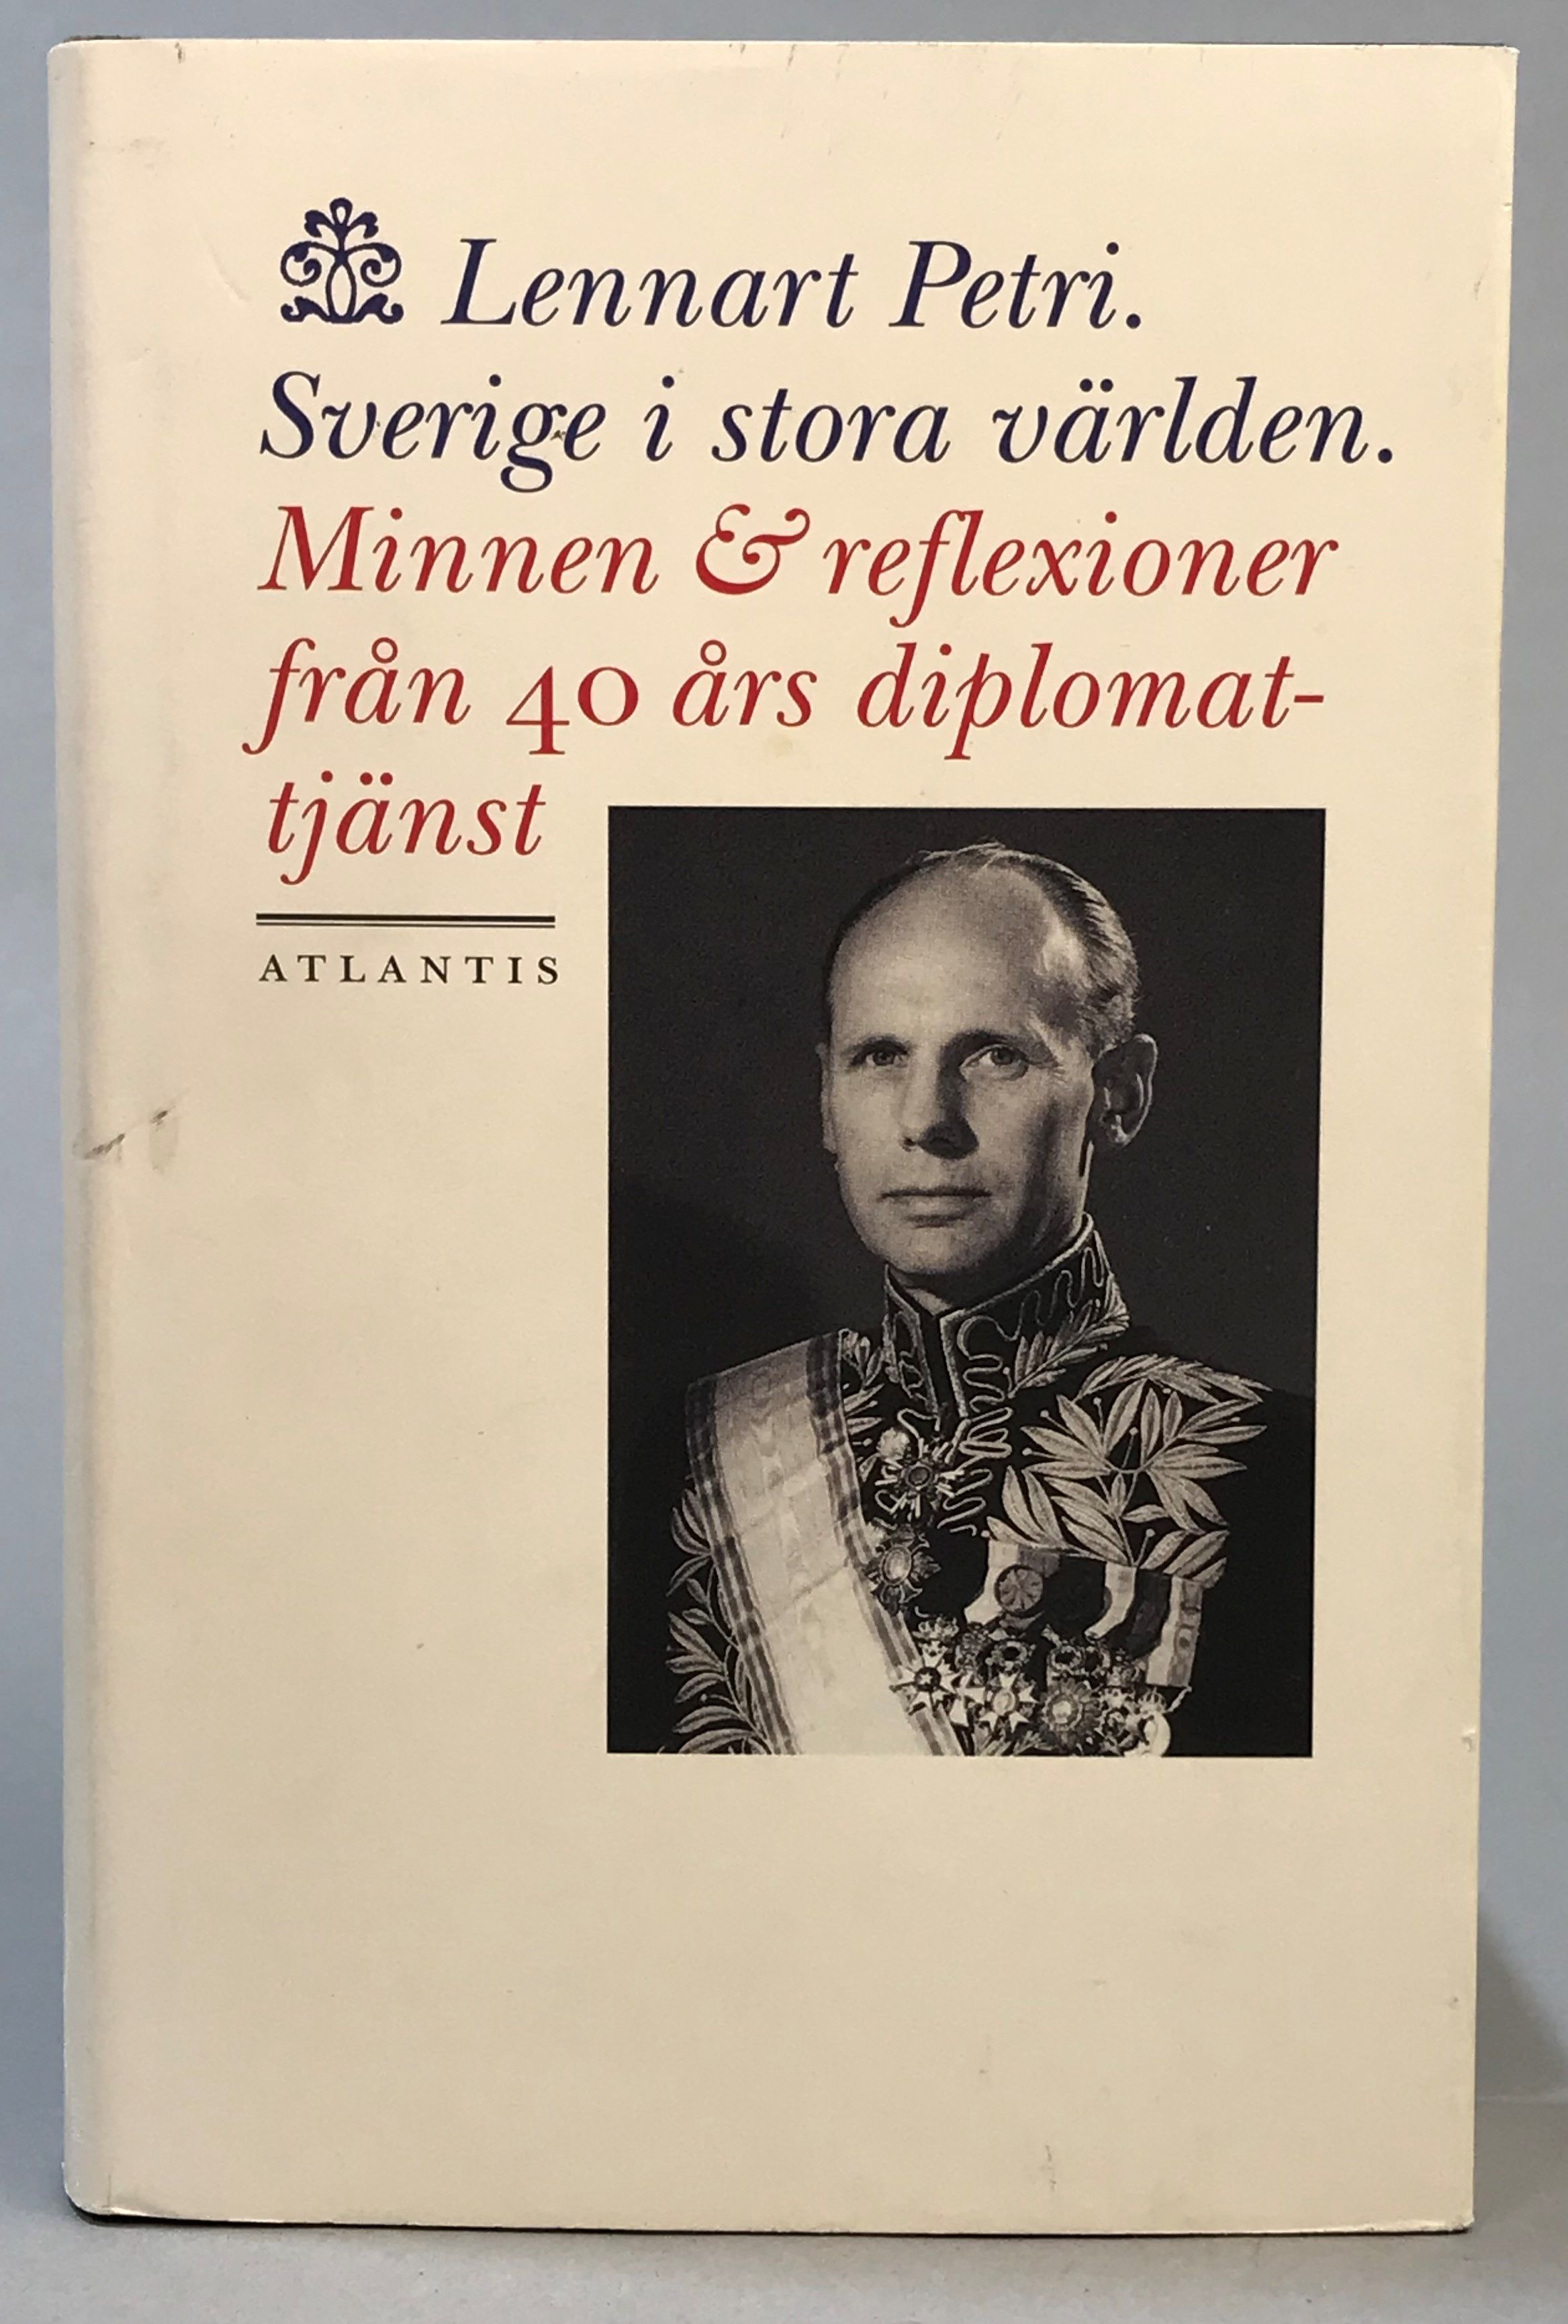 Lennart Petri.
Sverige i stora världen.
Minnen & reflexioner
från 40 års diplomat-
tjänst
ATLANTIS